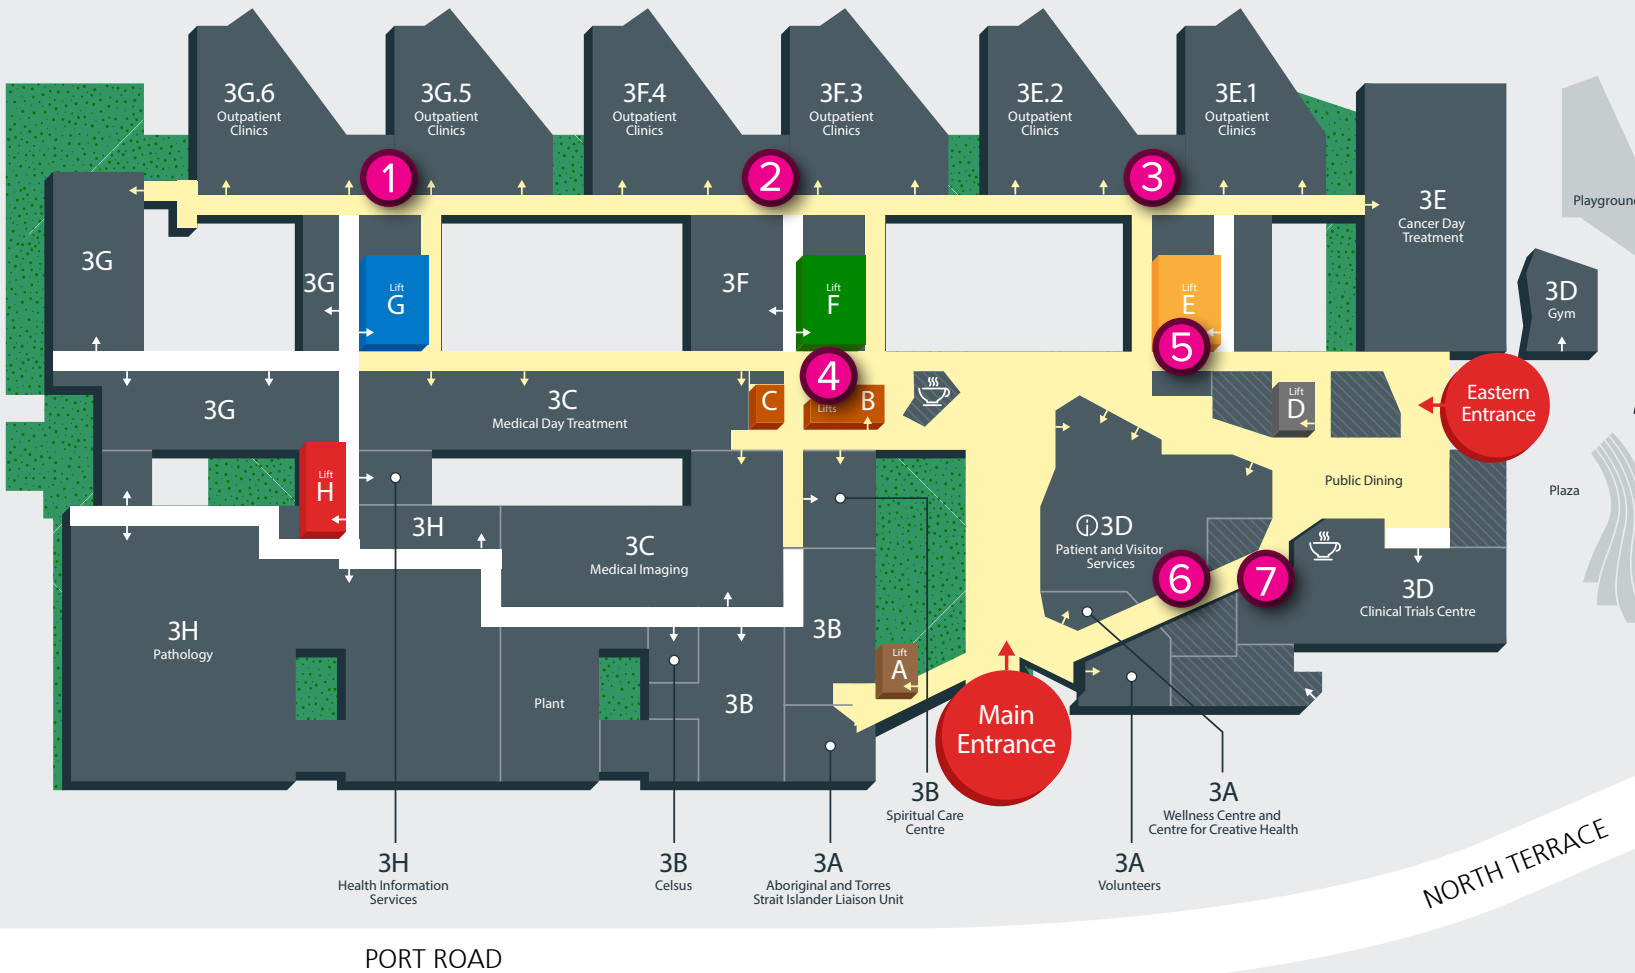 3G.6
Outpatient
Clinics
3G.5
Outpatient
Clinics
3F.4
Outpatient
Clinics
3F.3
Outpatient
Clinics
3E.2
Outpatient
Clinics
3E.1
Outpatient
Clinics
1
2
3
3E
Cancer Day
Treatment
3G
3G
Lift
G
3F
Lift
F
Lift
E
3D
Gym
5
4
3G
3C
Medical Day Treatment
C
Lifts
B
Lift
D
Eastern
Entrance
Lift
H
Public Dining
Plaza
3H
3C
Medical Imaging
3D
Patient and Visitor
Services
6
7
3D
Clinical Trials Centre
3H
Pathology
3B
Lift
A
Plant
3B
Main
Entrance
3B
Spiritual Care
Centre
3A
Wellness Centre and
Centre for Creative Health
3H
Health Information
Services
3B
Celsus
3A
Aboriginal and Torres
Strait Islander Liaison Unit
3A
Volunteers
NORTH TERRACE
PORT ROAD